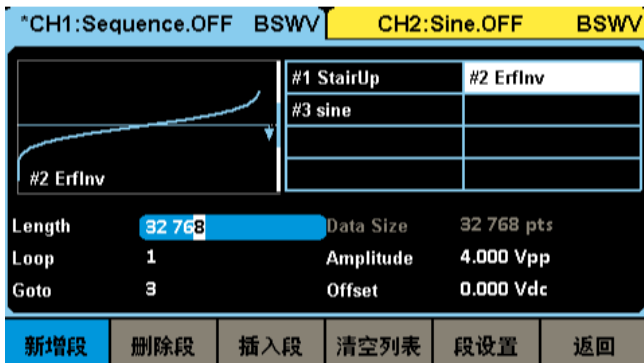 *CH1:Sequence.OFF BSWV CH2:Sine.OFF BSWV
#1 StairUp #2 ErfInv
#3 sine
#2 ErfInv
Length 32 768 Data Size 32 768 pts
Loop 1 Amplitude 4.000 Vpp
Goto 3 Offset 0.000 Vdc
新增段 删除段 插入段 清空列表 段设置 返回